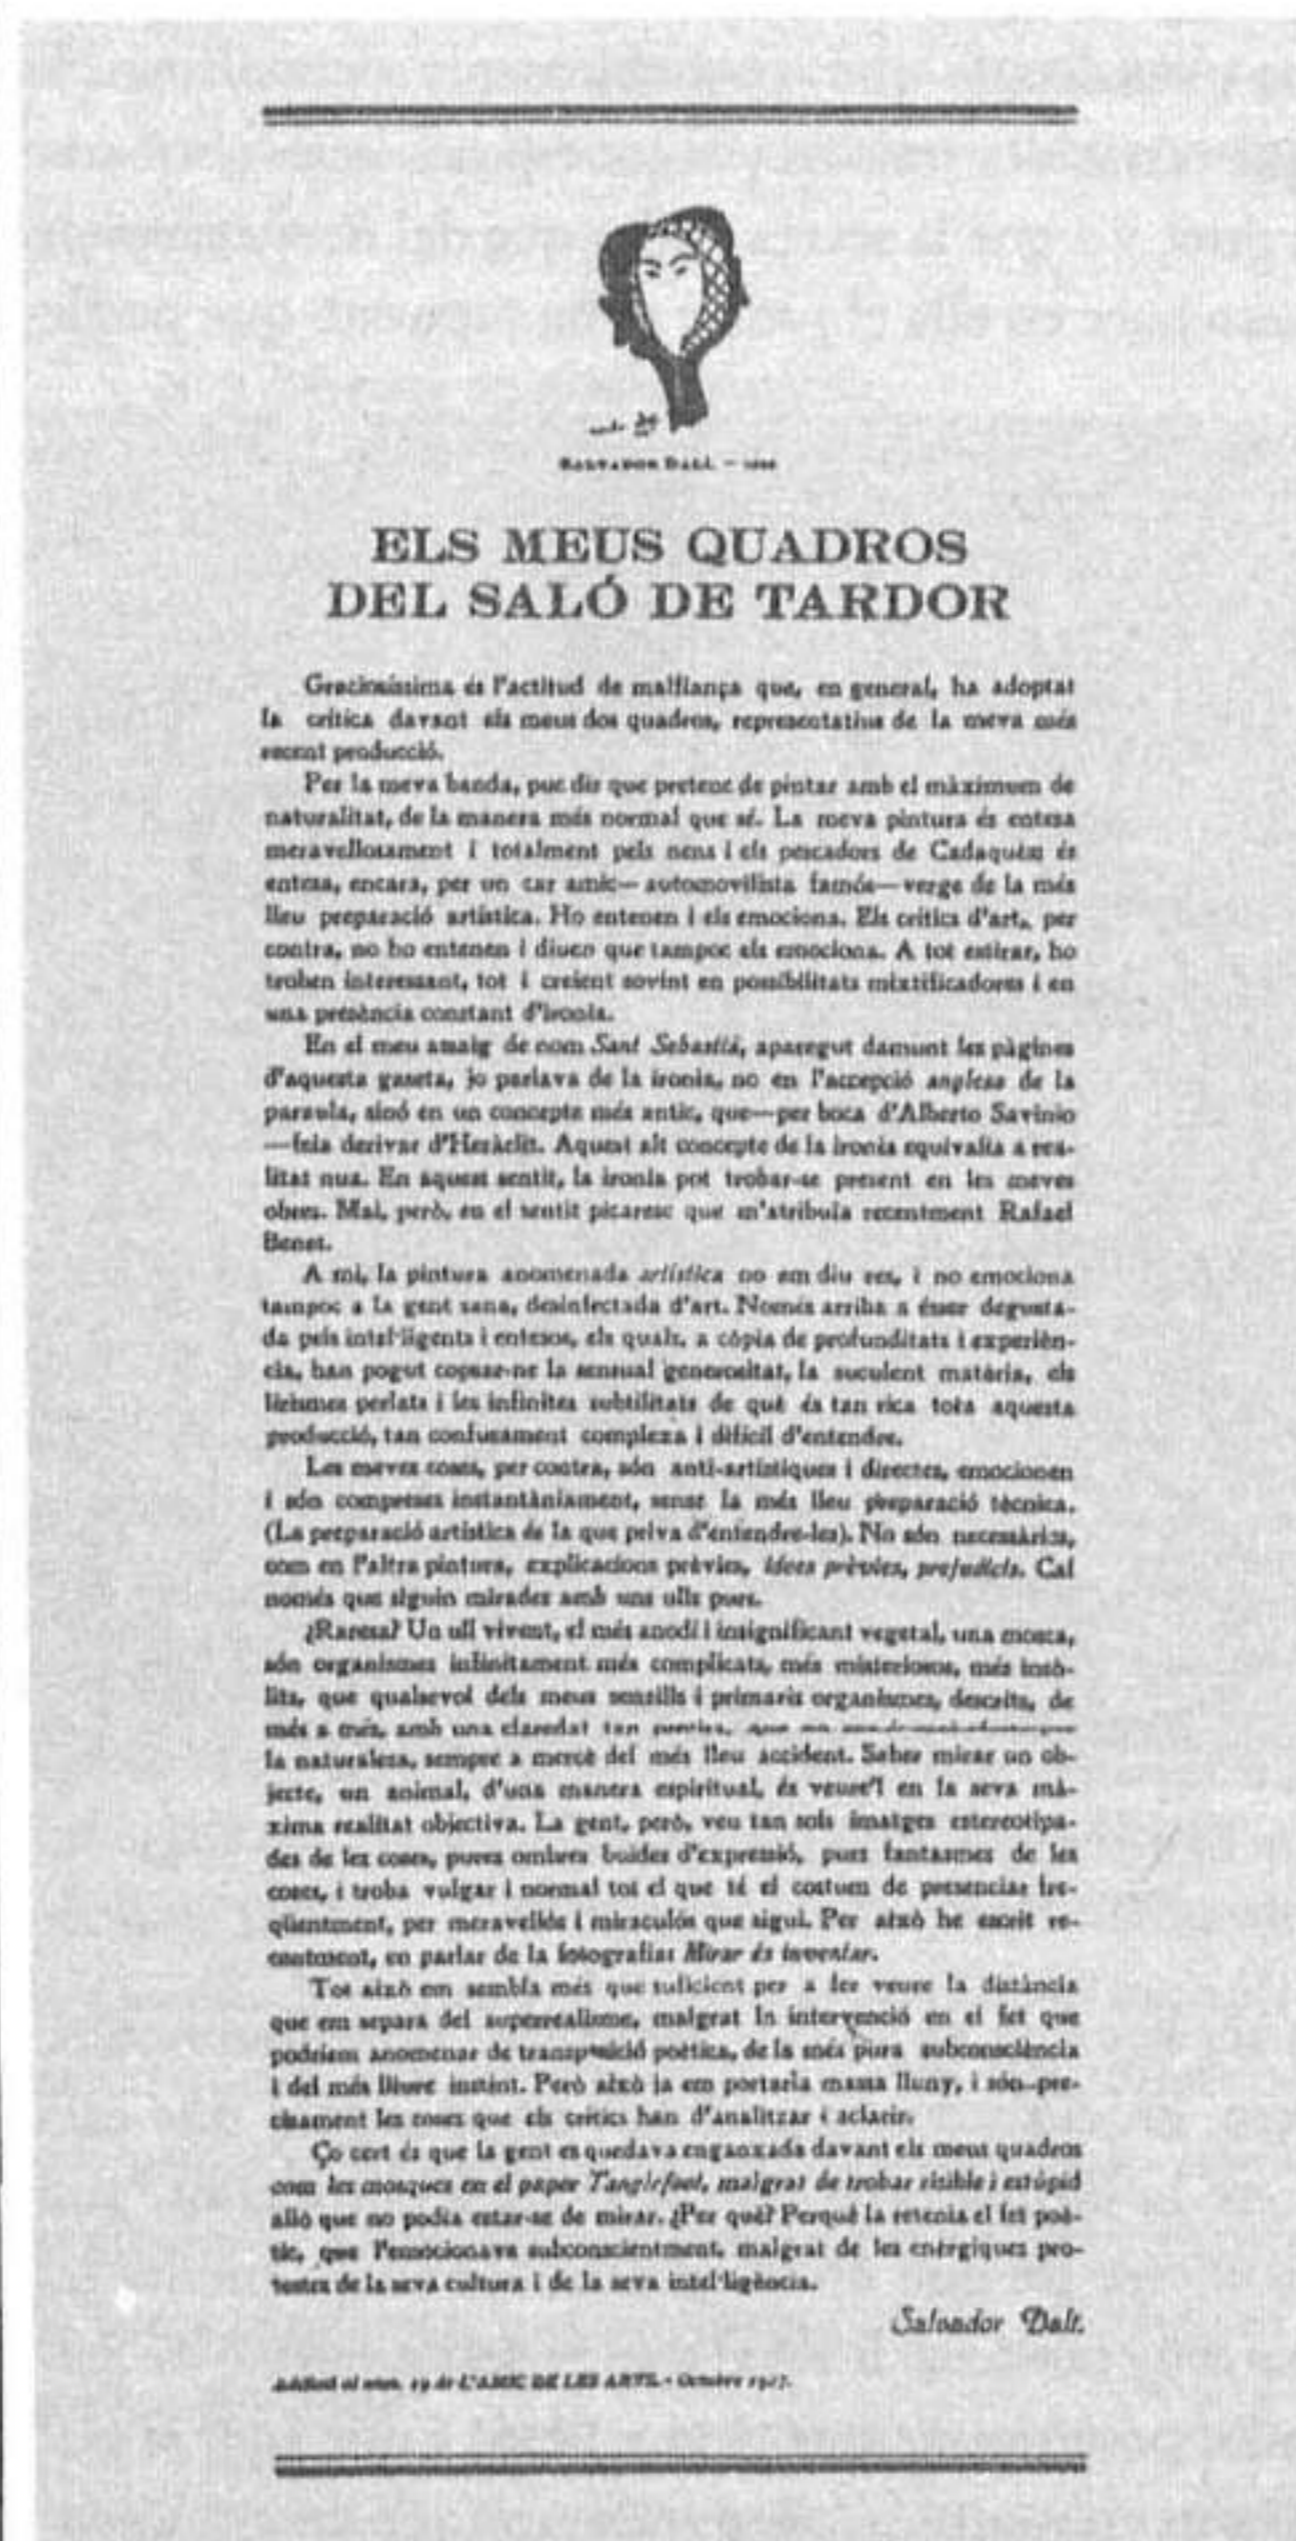 SALVADOR DALÍ. –
ELS MEUS QUADROS
DEL SALÓ DE TARDOR
Graciosíssima és l'actitud de malfiança que, en general, ha adoptat
la crítica davant els meus dos quadros, representatius de la meva més
recent producció.
Per la meva banda, puc dir que pretenc de pintar amb el màximum de
naturalitat, de la manera més normal que sé. La meva pintura és entesa
meravellosament i totalment pels nens i els pescadors de Cadaqués; és
entesa, encara, per un car amic—automovilista famós—verge de la més
lleu preparació artística. Ho entenen i els emociona. Els crítics d'art, per
contra, no ho entenen i diuen que tampoc els emociona. A tot estirar, ho
troben interessant, tot i creient sovint en possibilitats mixtificadores i en
una presència constant d'ironia.
En el meu assaig de nom Sant Sebastià, aparegut damunt les pàgines
d'aquesta gaseta, jo parlava de la ironia, no en l'accepció anglesa de la
paraula, sinó en un concepte més antic, que—per boca d'Alberto Savinio
—feia derivar d'Heràclit. Aquest alt concepte de la ironia equivalia a rea-
litat nua. En aquest sentit, la ironia pot trobar-se present en les meves
obres. Mai, però, en el sentit picaresc que m'atribuïa recentment Rafael
Benet.
A mi, la pintura anomenada artística no em diu res, i no emociona
tampoc a la gent sana, desinfectada d'art. Només arriba a ésser degusta-
da pels intel·ligents i entesos, els quals, a còpia de profunditats i experièn-
cia, han pogut copsar-ne la sensual generositat, la suculent matèria, els
lirismes perlats i les infinites subtilitats de què és tan rica tota aquesta
producció, tan confusament complexa i difícil d'entendre.
Les meves coses, per contra, són anti-artístiques i directes, emocionen
i són compreses instantàniament, sense la més lleu preparació tècnica.
(La preparació artística és la que priva d'entendre-les). No són necessàries,
com en l'altra pintura, explicacions prèvies, idees prèvies, prejudicis. Cal
només que siguin mirades amb uns ulls purs.
¿Raresa? Un ull vivent, el més anodí i insignificant vegetal, una mosca,
són organismes infinitament més complicats, més misteriosos, més insò-
lits, que qualsevol dels meus senzills i primaris organismes, descrits, de
més a més, amb una claredat tan
la naturalesa, sempre a mercè del més lleu accident. Saber mirar un ob-
jecte, un animal, d'una manera espiritual, és veure'l en la seva mà-
xima realitat objectiva. La gent, però, veu tan sols imatges estereotipa-
des de les coses, pures ombres buides d'expressió, purs fantasmes de les
coses, i troba vulgar i normal tot el que té el costum de presenciar fre-
qüentment, per meravellós i miraculós que sigui. Per això he escrit re-
centment, en parlar de la fotografia: Mirar és inventar.
Tot això em sembla més que suficient per a fer veure la distància
que em separa del superrealisme, malgrat la intervenció en el fet que
podríem anomenar de transposició poètica, de la més pura subconsciència
i del més lliure instint. Però això ja em portaria massa lluny, i són pre-
cisament les coses que els crítics han d'analitzar i aclarir.
Ço cert és que la gent es quedava enganxada davant els meus quadros
com les mosques en el paper Tanglefoot, malgrat de trobar risible i estúpid
allò que no podia estar-se de mirar. ¿Per què? Perquè la retenia el fet poè-
tic, que l'emocionava subconscientment, malgrat de les enèrgiques pro-
testes de la seva cultura i de la seva intel·ligència.
Salvador Dalí.
al núm. 19 de L'AMIC DE LES ARTS. - Octubre 1927.